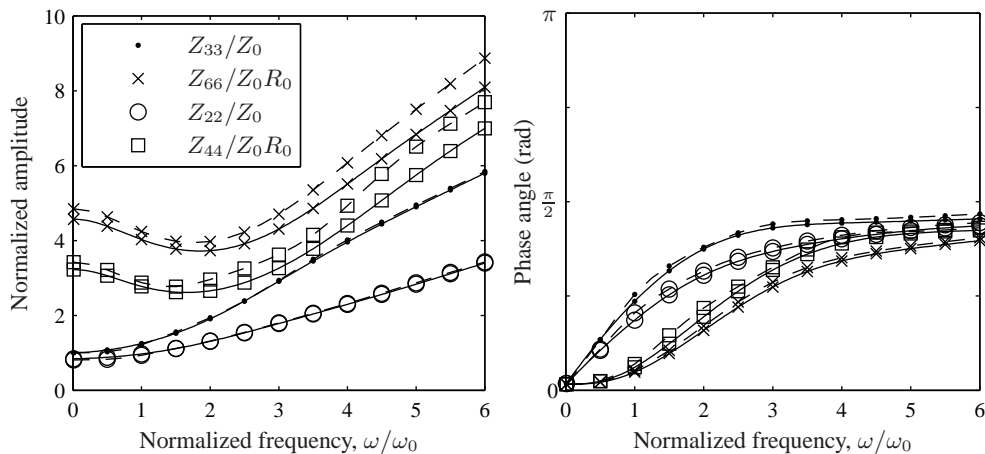 10
8
6
4
2
0
0 1 2 3 4 5 6
Normalized amplitude
Normalized frequency, ω/ω₀
Z₃₃/Z₀
Z₆₆/Z₀R₀
Z₂₂/Z₀
Z₄₄/Z₀R₀
π
π/2
0
0 1 2 3 4 5 6
Phase angle (rad)
Normalized frequency, ω/ω₀